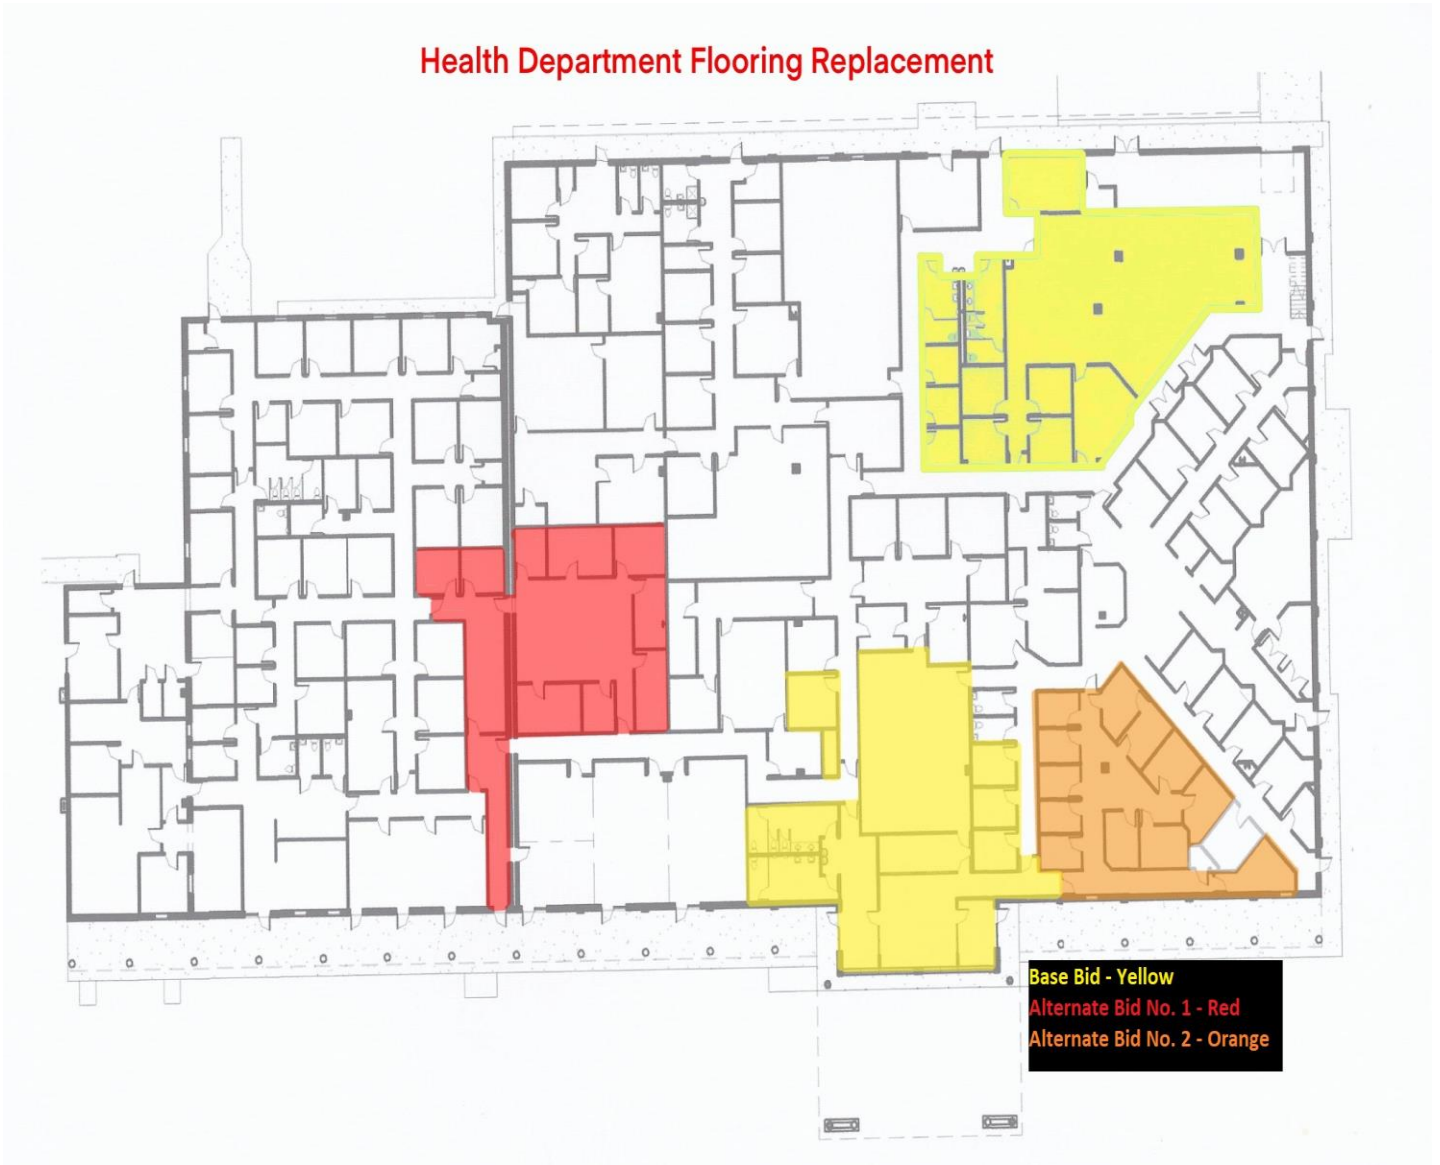 Health Department Flooring Replacement
Base Bid - Yellow
Alternate Bid No. 1 - Red
Alternate Bid No. 2 - Orange